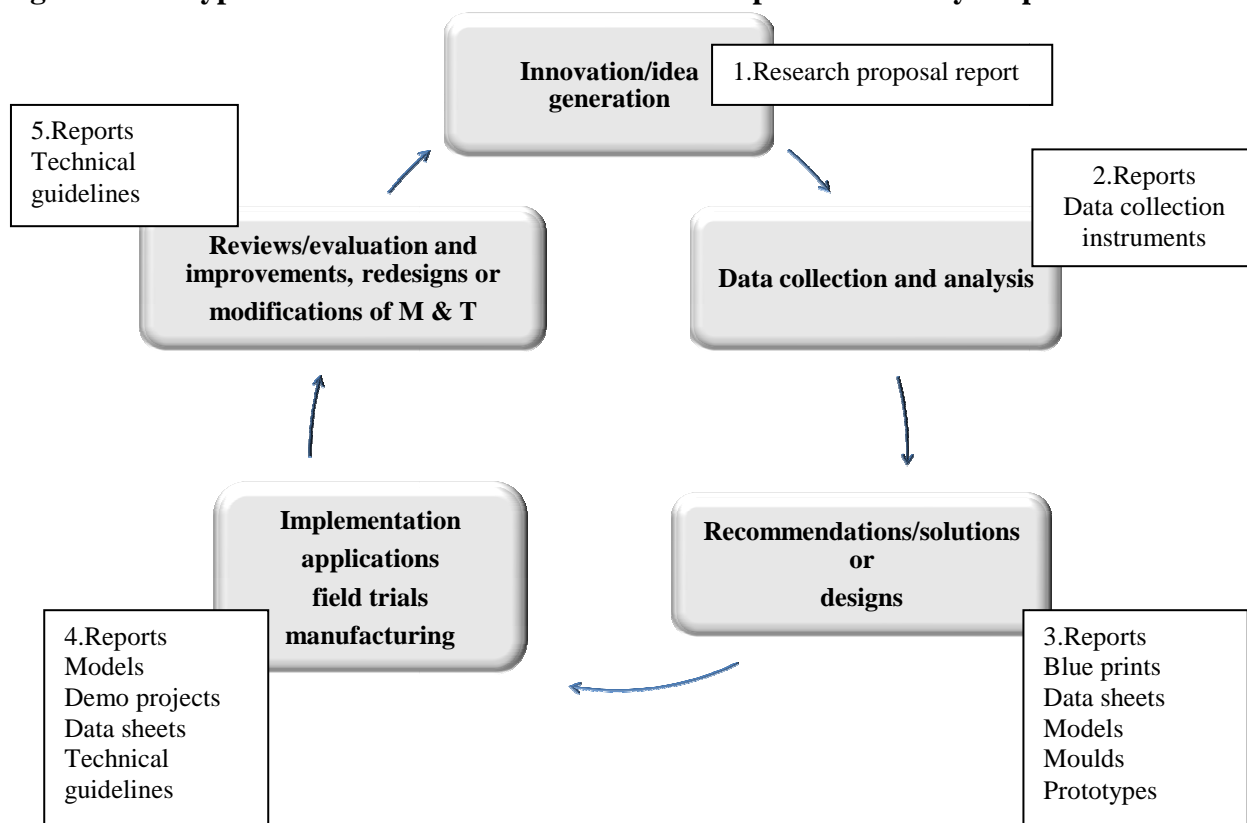 Innovation/idea
generation
1.Research proposal report
2.Reports
Data collection
instruments
Data collection and analysis
Recommendations/solutions
or
designs
3.Reports
Blue prints
Data sheets
Models
Moulds
Prototypes
Implementation
applications
field trials
manufacturing
4.Reports
Models
Demo projects
Data sheets
Technical
guidelines
5.Reports
Technical
guidelines
Reviews/evaluation and
improvements, redesigns or
modifications of M & T